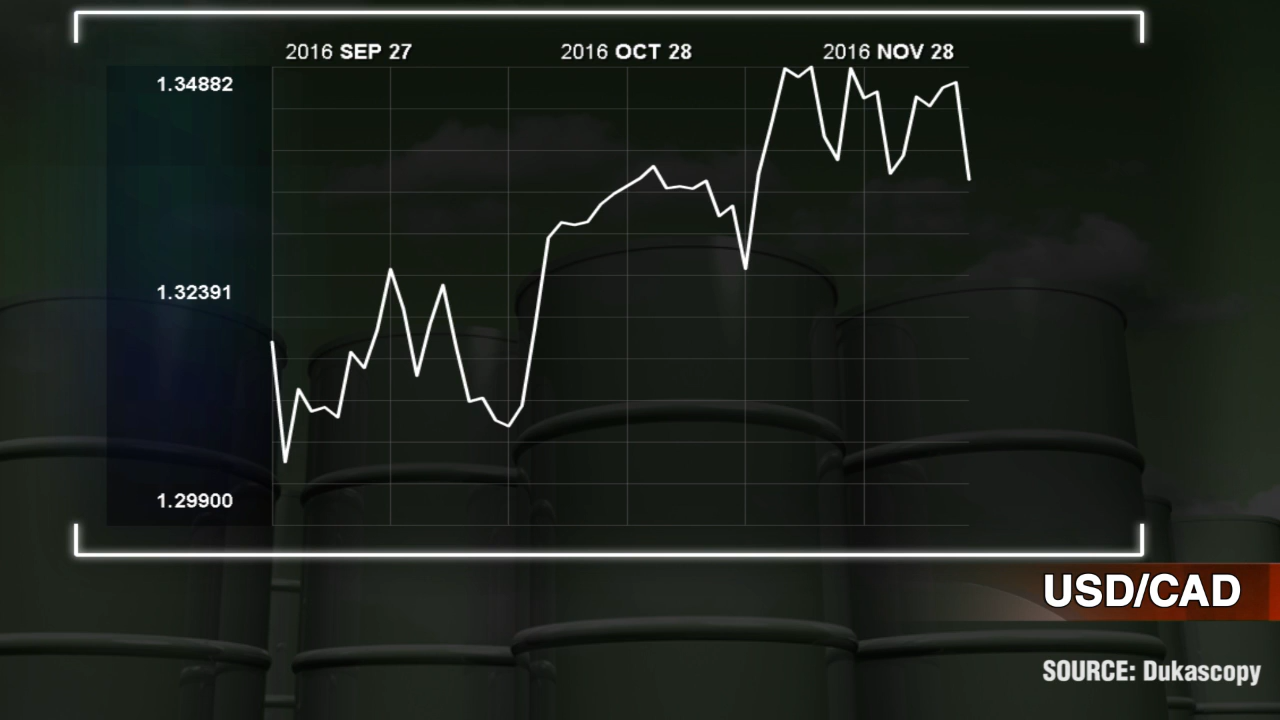 2016 SEP 27 2016 OCT 28 2016 NOV 28
1.34882
1.32391
1.29900
USD/CAD
SOURCE: Dukascopy